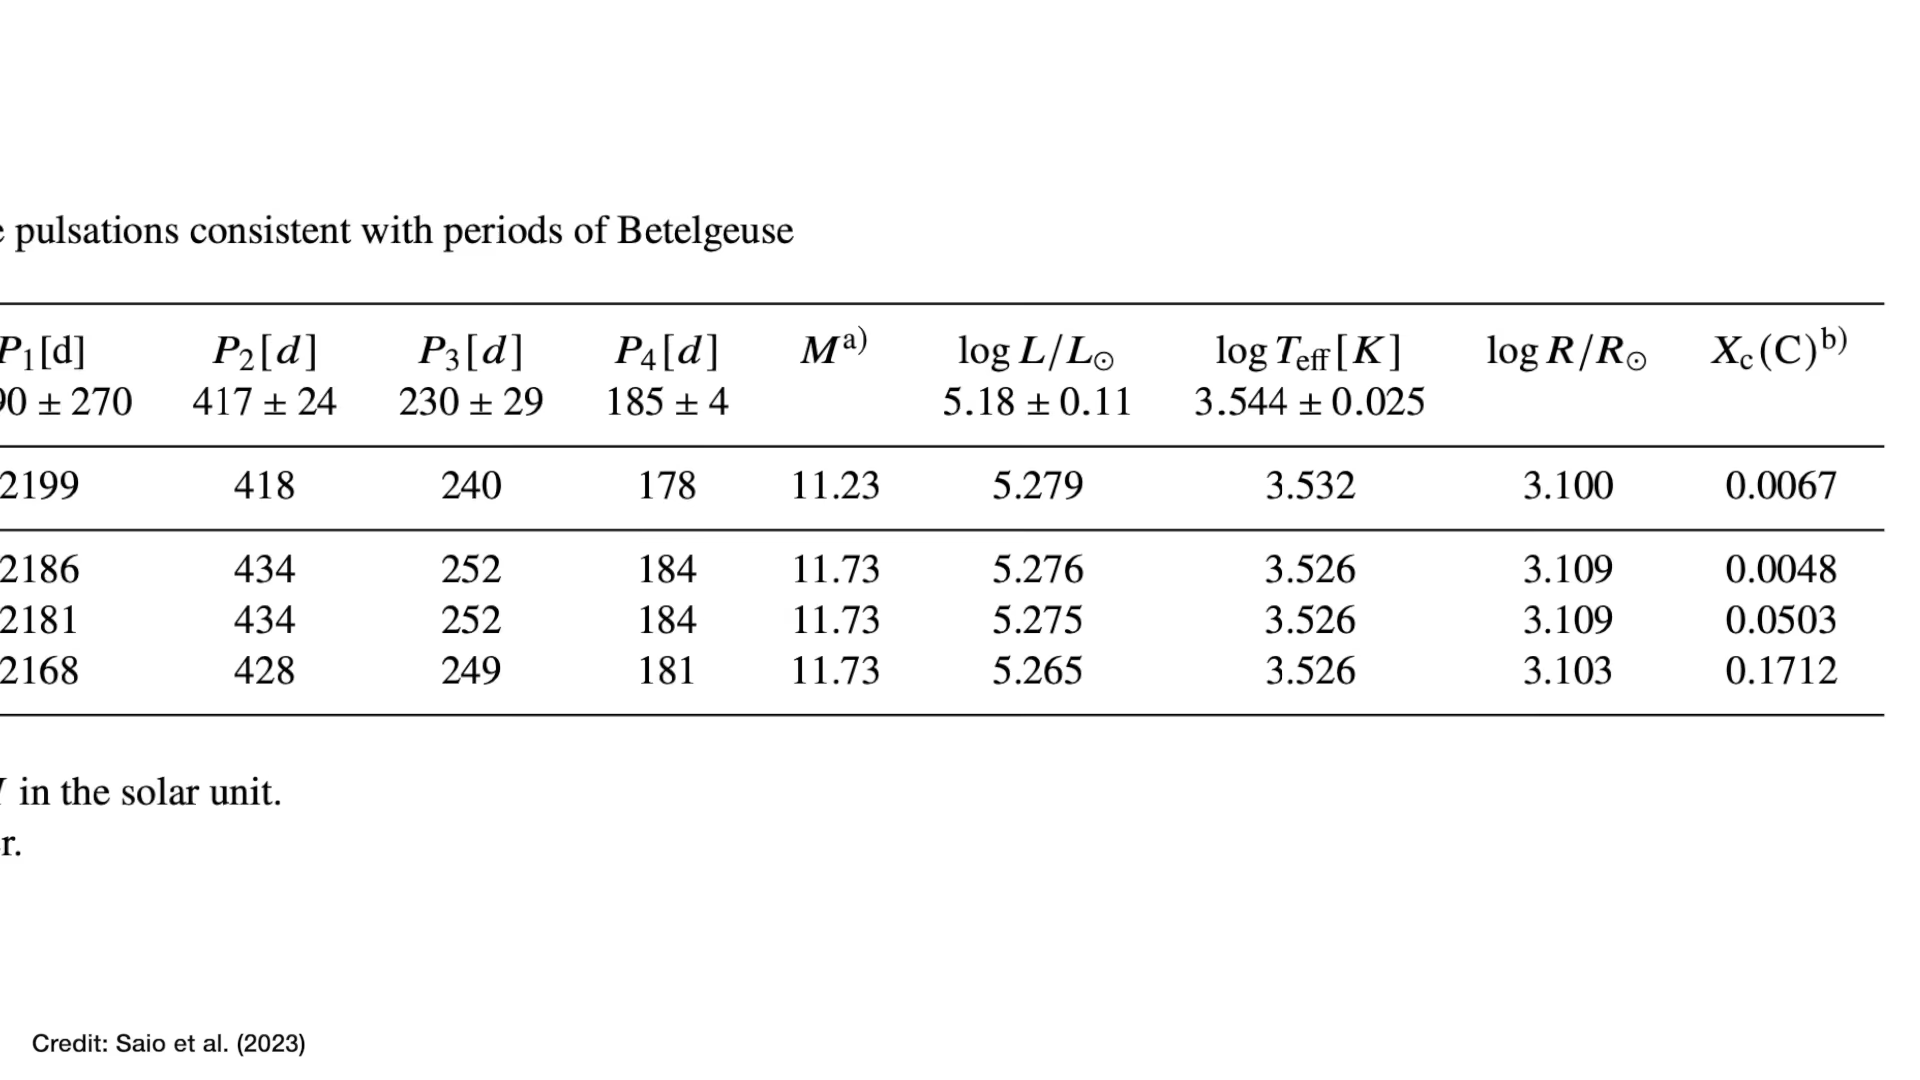 pulsations consistent with periods of Betelgeuse
P₁[d] P₂[d] P₃[d] P₄[d] Mᵃ⁾ log L/L⊙ log T_eff[K] log R/R⊙ X_c(C)ᵇ⁾
90 ± 270 417 ± 24 230 ± 29 185 ± 4 5.18 ± 0.11 3.544 ± 0.025
2199 418 240 178 11.23 5.279 3.532 3.100 0.0067
2186 434 252 184 11.73 5.276 3.526 3.109 0.0048
2181 434 252 184 11.73 5.275 3.526 3.109 0.0503
2168 428 249 181 11.73 5.265 3.526 3.103 0.1712
in the solar unit.
r.
Credit: Saio et al. (2023)